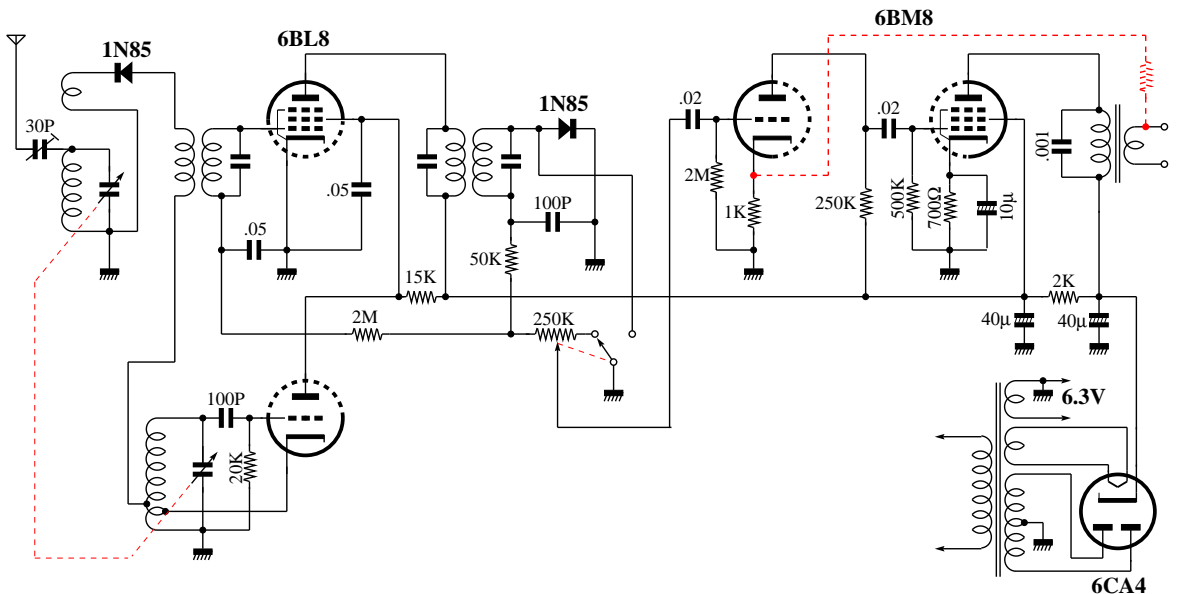 1N85
6BL8
6BM8
1N85
30P
.02
.02
.001
2M
.05
100P
1K
250K
500K
700Ω
10μ
.05
50K
15K
2K
2M
250K
40μ
40μ
100P
20K
6.3V
6CA4